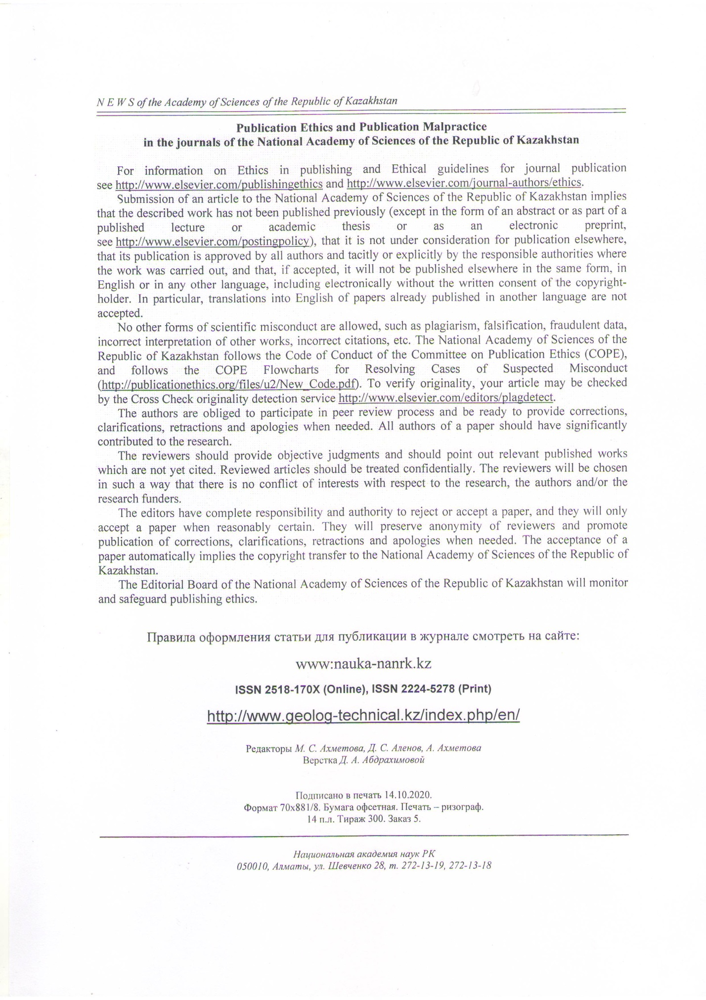 N E W S of the Academy of Sciences of the Republic of Kazakhstan
Publication Ethics and Publication Malpractice
in the journals of the National Academy of Sciences of the Republic of Kazakhstan
For information on Ethics in publishing and Ethical guidelines for journal publication
see http://www.elsevier.com/publishingethics and http://www.elsevier.com/journal-authors/ethics.
Submission of an article to the National Academy of Sciences of the Republic of Kazakhstan implies
that the described work has not been published previously (except in the form of an abstract or as part of a
published lecture or academic thesis or as an electronic preprint,
see http://www.elsevier.com/postingpolicy), that it is not under consideration for publication elsewhere,
that its publication is approved by all authors and tacitly or explicitly by the responsible authorities where
the work was carried out, and that, if accepted, it will not be published elsewhere in the same form, in
English or in any other language, including electronically without the written consent of the copyright-
holder. In particular, translations into English of papers already published in another language are not
accepted.
No other forms of scientific misconduct are allowed, such as plagiarism, falsification, fraudulent data,
incorrect interpretation of other works, incorrect citations, etc. The National Academy of Sciences of the
Republic of Kazakhstan follows the Code of Conduct of the Committee on Publication Ethics (COPE),
and follows the COPE Flowcharts for Resolving Cases of Suspected Misconduct
(http://publicationethics.org/files/u2/New_Code.pdf). To verify originality, your article may be checked
by the Cross Check originality detection service http://www.elsevier.com/editors/plagdetect.
The authors are obliged to participate in peer review process and be ready to provide corrections,
clarifications, retractions and apologies when needed. All authors of a paper should have significantly
contributed to the research.
The reviewers should provide objective judgments and should point out relevant published works
which are not yet cited. Reviewed articles should be treated confidentially. The reviewers will be chosen
in such a way that there is no conflict of interests with respect to the research, the authors and/or the
research funders.
The editors have complete responsibility and authority to reject or accept a paper, and they will only
accept a paper when reasonably certain. They will preserve anonymity of reviewers and promote
publication of corrections, clarifications, retractions and apologies when needed. The acceptance of a
paper automatically implies the copyright transfer to the National Academy of Sciences of the Republic of
Kazakhstan.
The Editorial Board of the National Academy of Sciences of the Republic of Kazakhstan will monitor
and safeguard publishing ethics.
Правила оформления статьи для публикации в журнале смотреть на сайте:
www:nauka-nanrk.kz
ISSN 2518-170X (Online), ISSN 2224-5278 (Print)
http://www.geolog-technical.kz/index.php/en/
Редакторы М. С. Ахметова, Д. С. Аленов, А. Ахметова
Верстка Д. А. Абдрахимовой
Подписано в печать 14.10.2020.
Формат 70x881/8. Бумага офсетная. Печать – ризограф.
14 п.л. Тираж 300. Заказ 5.
Национальная академия наук РК
050010, Алматы, ул. Шевченко 28, т. 272-13-19, 272-13-18